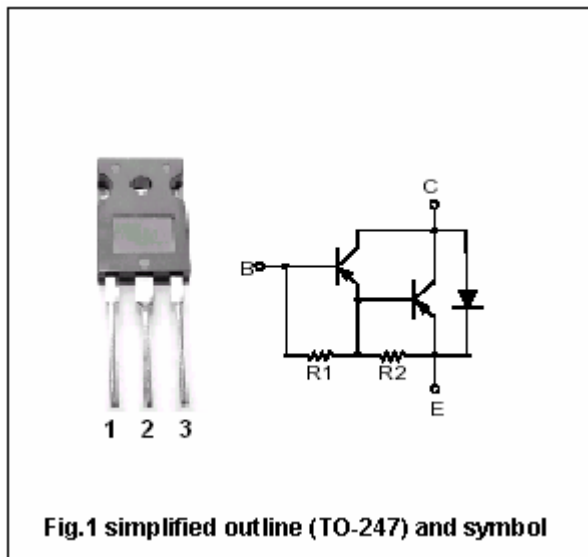 C
B
R1 R2
E
1 2 3
Fig.1 simplified outline (TO-247) and symbol